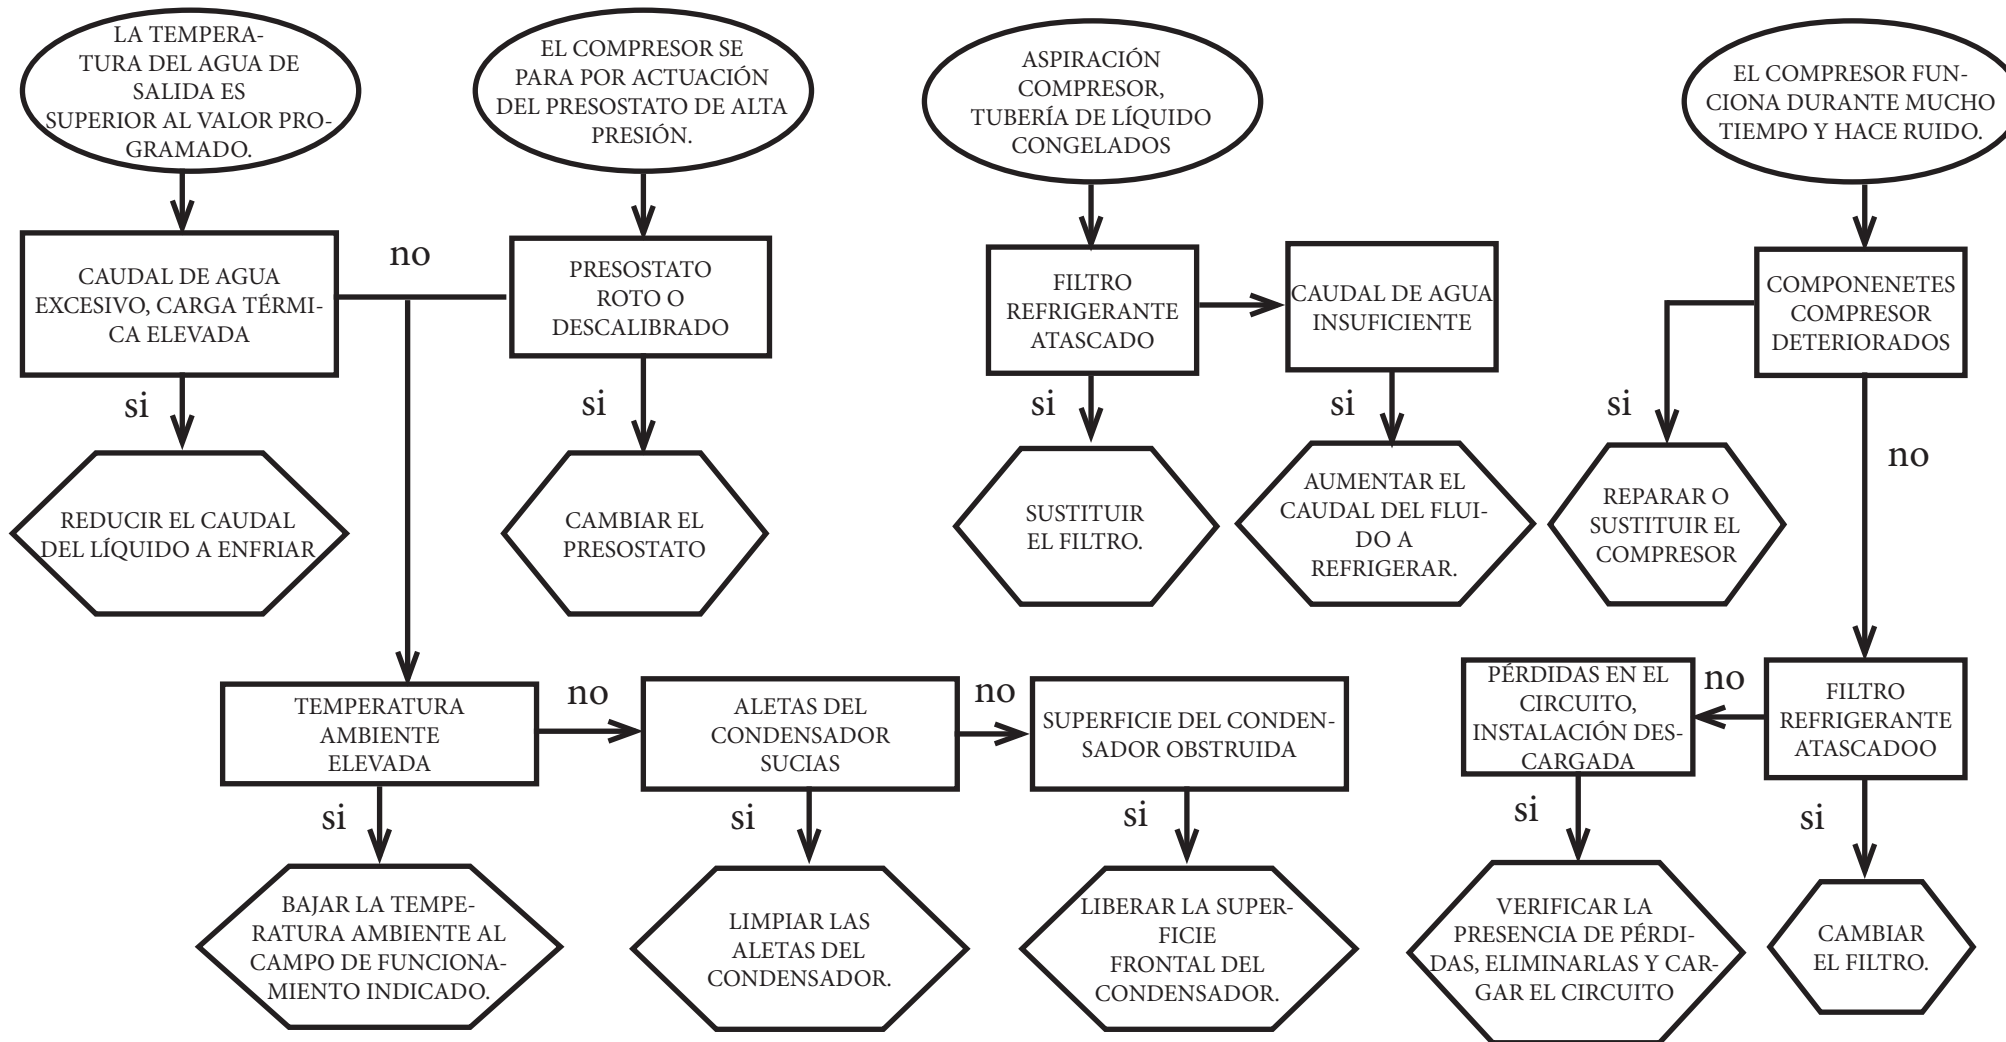 LA TEMPERA-
TURA DEL AGUA DE
SALIDA ES
SUPERIOR AL VALOR PRO-
GRAMADO.
EL COMPRESOR SE
PARA POR ACTUACIÓN
DEL PRESOSTATO DE ALTA
PRESIÓN.
ASPIRACIÓN
COMPRESOR,
TUBERÍA DE LÍQUIDO
CONGELADOS
EL COMPRESOR FUN-
CIONA DURANTE MUCHO
TIEMPO Y HACE RUIDO.
CAUDAL DE AGUA
EXCESIVO, CARGA TÉRMI-
CA ELEVADA
no
PRESOSTATO
ROTO O
DESCALIBRADO
FILTRO
REFRIGERANTE
ATASCADO
CAUDAL DE AGUA
INSUFICIENTE
COMPONENETES
COMPRESOR
DETERIORADOS
si
si
si
si
si
no
REDUCIR EL CAUDAL
DEL LÍQUIDO A ENFRIAR
CAMBIAR EL
PRESOSTATO
SUSTITUIR
EL FILTRO.
AUMENTAR EL
CAUDAL DEL FLUI-
DO A
REFRIGERAR.
REPARAR O
SUSTITUIR EL
COMPRESOR
TEMPERATURA
AMBIENTE
ELEVADA
no
ALETAS DEL
CONDENSADOR
SUCIAS
no
SUPERFICIE DEL CONDEN-
SADOR OBSTRUIDA
PÉRDIDAS EN EL
CIRCUITO,
INSTALACIÓN DES-
CARGADA
no
FILTRO
REFRIGERANTE
ATASCADOO
si
si
si
si
si
BAJAR LA TEMPE-
RATURA AMBIENTE AL
CAMPO DE FUNCIONA-
MIENTO INDICADO.
LIMPIAR LAS
ALETAS DEL
CONDENSADOR.
LIBERAR LA SUPER-
FICIE
FRONTAL DEL
CONDENSADOR.
VERIFICAR LA
PRESENCIA DE PÉRDI-
DAS, ELIMINARLAS Y CAR-
GAR EL CIRCUITO
CAMBIAR
EL FILTRO.